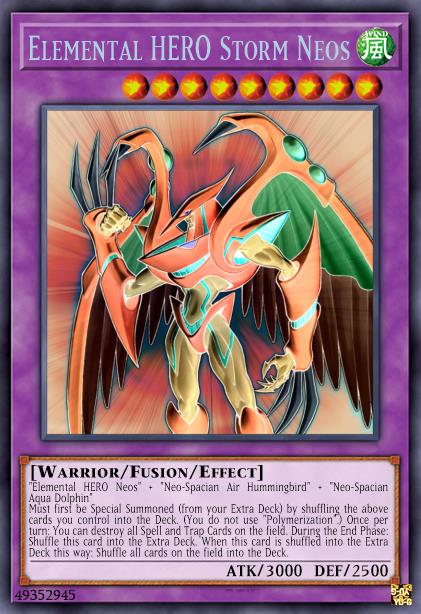 Elemental HERO Storm Neos
WIND
風
[Warrior/Fusion/Effect]
"Elemental HERO Neos" + "Neo-Spacian Air Hummingbird" + "Neo-Spacian
Aqua Dolphin"
Must first be Special Summoned (from your Extra Deck) by shuffling the above
cards you control into the Deck. (You do not use "Polymerization".) Once per
turn: You can destroy all Spell and Trap Cards on the field. During the End Phase:
Shuffle this card into the Extra Deck. When this card is shuffled into the Extra
Deck this way: Shuffle all cards on the field into the Deck.
ATK/3000 DEF/2500
49352945